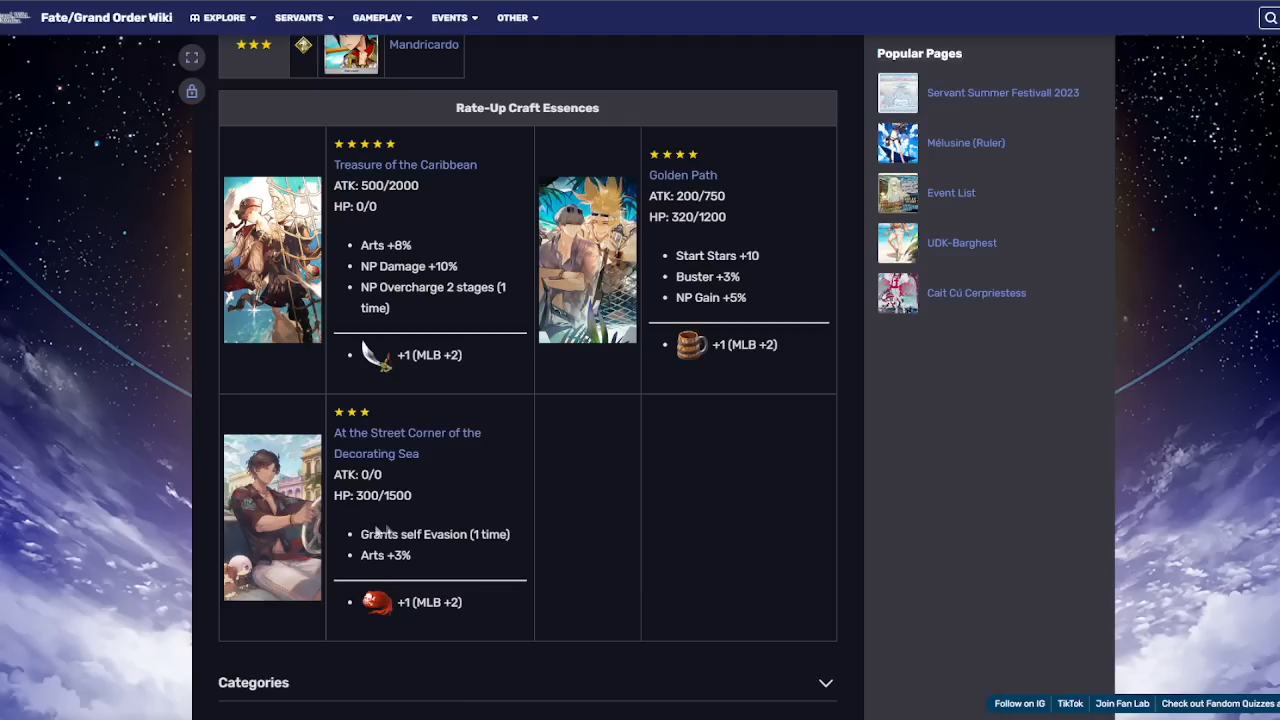 Fate/Grand Order Wiki
EXPLORE
SERVANTS
GAMEPLAY
EVENTS
OTHER
Mandricardo
Rate-Up Craft Essences
Treasure of the Caribbean
ATK: 500/2000
HP: 0/0
Arts +8%
NP Damage +10%
NP Overcharge 2 stages (1
time)
+1 (MLB +2)
Golden Path
ATK: 200/750
HP: 320/1200
Start Stars +10
Buster +3%
NP Gain +5%
+1 (MLB +2)
At the Street Corner of the
Decorating Sea
ATK: 0/0
HP: 300/1500
Grants self Evasion (1 time)
Arts +3%
+1 (MLB +2)
Categories
Popular Pages
Servant Summer Festivall 2023
Mélusine (Ruler)
Event List
UDK-Barghest
Cait Cú Cerpriestess
Follow on IG
TikTok
Join Fan Lab
Check out Fandom Quizzes a